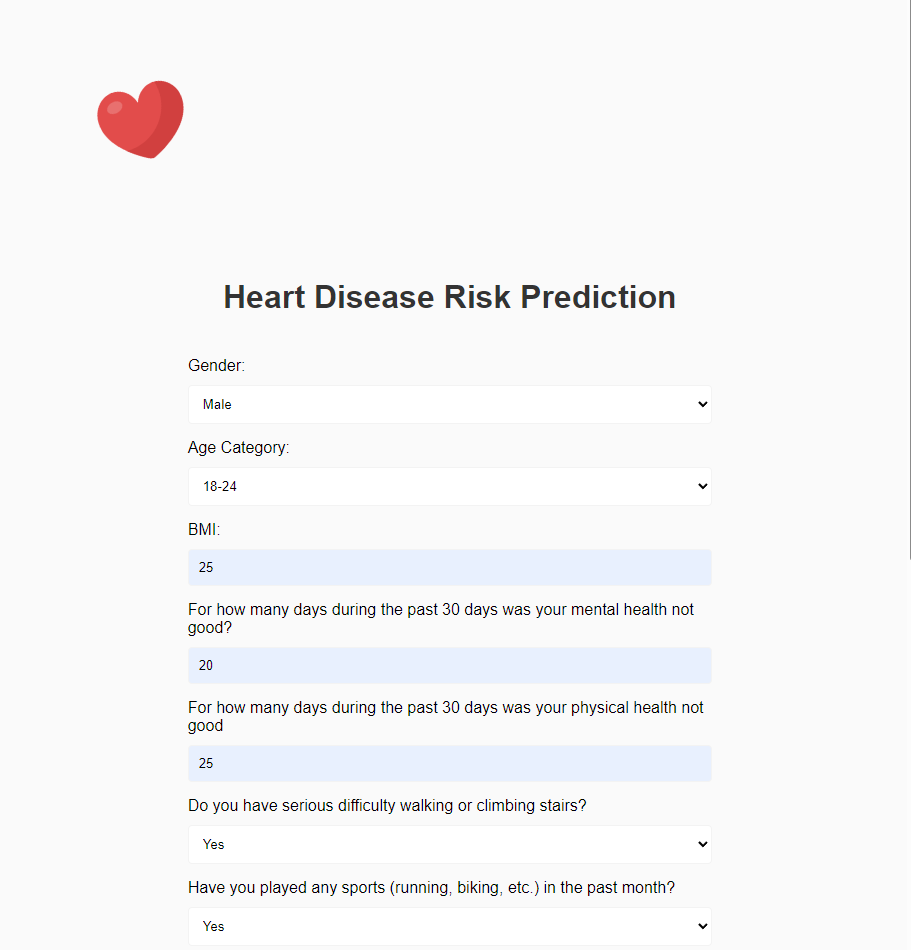 Heart Disease Risk Prediction
Gender:
Male
Age Category:
18-24
BMI:
25
For how many days during the past 30 days was your mental health not
good?
20
For how many days during the past 30 days was your physical health not
good
25
Do you have serious difficulty walking or climbing stairs?
Yes
Have you played any sports (running, biking, etc.) in the past month?
Yes